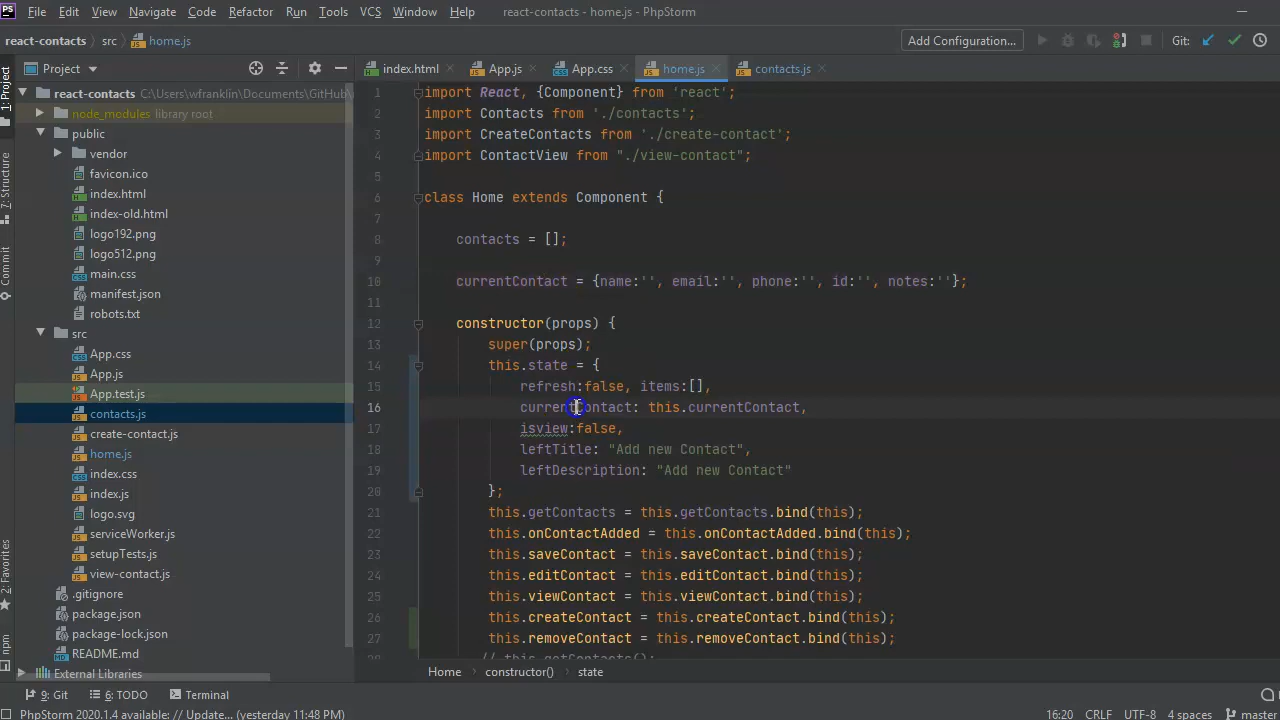 PS File Edit View Navigate Code Refactor Run Tools VCS Window Help react-contacts - home.js - PhpStorm
react-contacts src home.js Add Configuration... Git:
Project index.html App.js App.css home.js contacts.js
1: Project
7: Structure
Commit
2: Favorites
npm
react-contacts C:\Users\wfranklin\Documents\GitHub\
node_modules library root
public
vendor
favicon.ico
index.html
index-old.html
logo192.png
logo512.png
main.css
manifest.json
robots.txt
src
App.css
App.js
App.test.js
contacts.js
create-contact.js
home.js
index.css
index.js
logo.svg
serviceWorker.js
setupTests.js
view-contact.js
.gitignore
package.json
package-lock.json
README.md
External Libraries
1 import React, {Component} from 'react';
2 import Contacts from './contacts';
3 import CreateContacts from './create-contact';
4 import ContactView from "./view-contact";
5
6 class Home extends Component {
7
8 contacts = [];
9
10 currentContact = {name:'', email:'', phone:'', id:'', notes:''};
11
12 constructor(props) {
13 super(props);
14 this.state = {
15 refresh:false, items:[],
16 currentContact: this.currentContact,
17 isview:false,
18 leftTitle: "Add new Contact",
19 leftDescription: "Add new Contact"
20 };
21 this.getContacts = this.getContacts.bind(this);
22 this.onContactAdded = this.onContactAdded.bind(this);
23 this.saveContact = this.saveContact.bind(this);
24 this.editContact = this.editContact.bind(this);
25 this.viewContact = this.viewContact.bind(this);
26 this.createContact = this.createContact.bind(this);
27 this.removeContact = this.removeContact.bind(this);
28 // this.getContacts();
Home constructor() state
9: Git 6: TODO Terminal
PhpStorm 2020.1.4 available: // Update... (yesterday 11:48 PM) 16:20 CRLF UTF-8 4 spaces master